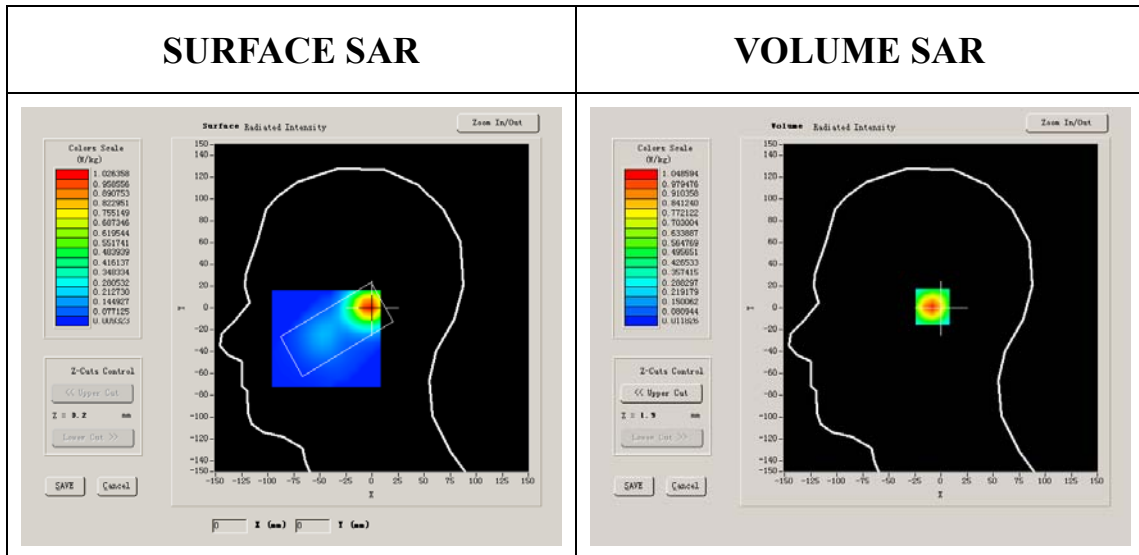 SURFACE SAR
Surface Radiated Intensity
Zoom In/Out
Colors Scale
(W/kg)
1.026358
0.958556
0.890753
0.822951
0.755149
0.687346
0.619544
0.551741
0.483939
0.416137
0.348334
0.280532
0.212730
0.144927
0.077125
Z-Cuts Control
<< Upper Cut
Lower Cut >>
SAVE
Cancel
150
140
120
100
80
60
40
20
0
-20
-40
-60
-80
-100
-120
-140
-150
Y
-150 -125 -100 -75 -50 -25 0 25 50 75 100 125 150
X
0 X (mm) 0 Y (mm)
VOLUME SAR
Volume Radiated Intensity
Zoom In/Out
Colors Scale
(W/kg)
1.048594
0.979476
0.910358
0.841240
0.772122
0.703004
0.633887
0.564769
0.495651
0.426533
0.357415
0.288297
0.219179
0.150062
0.080944
0.011826
Z-Cuts Control
<< Upper Cut
Lower Cut >>
SAVE
Cancel
150
140
120
100
80
60
40
20
0
-20
-40
-60
-80
-100
-120
-140
-150
Y
-150 -125 -100 -75 -50 -25 0 25 50 75 100 125 150
X